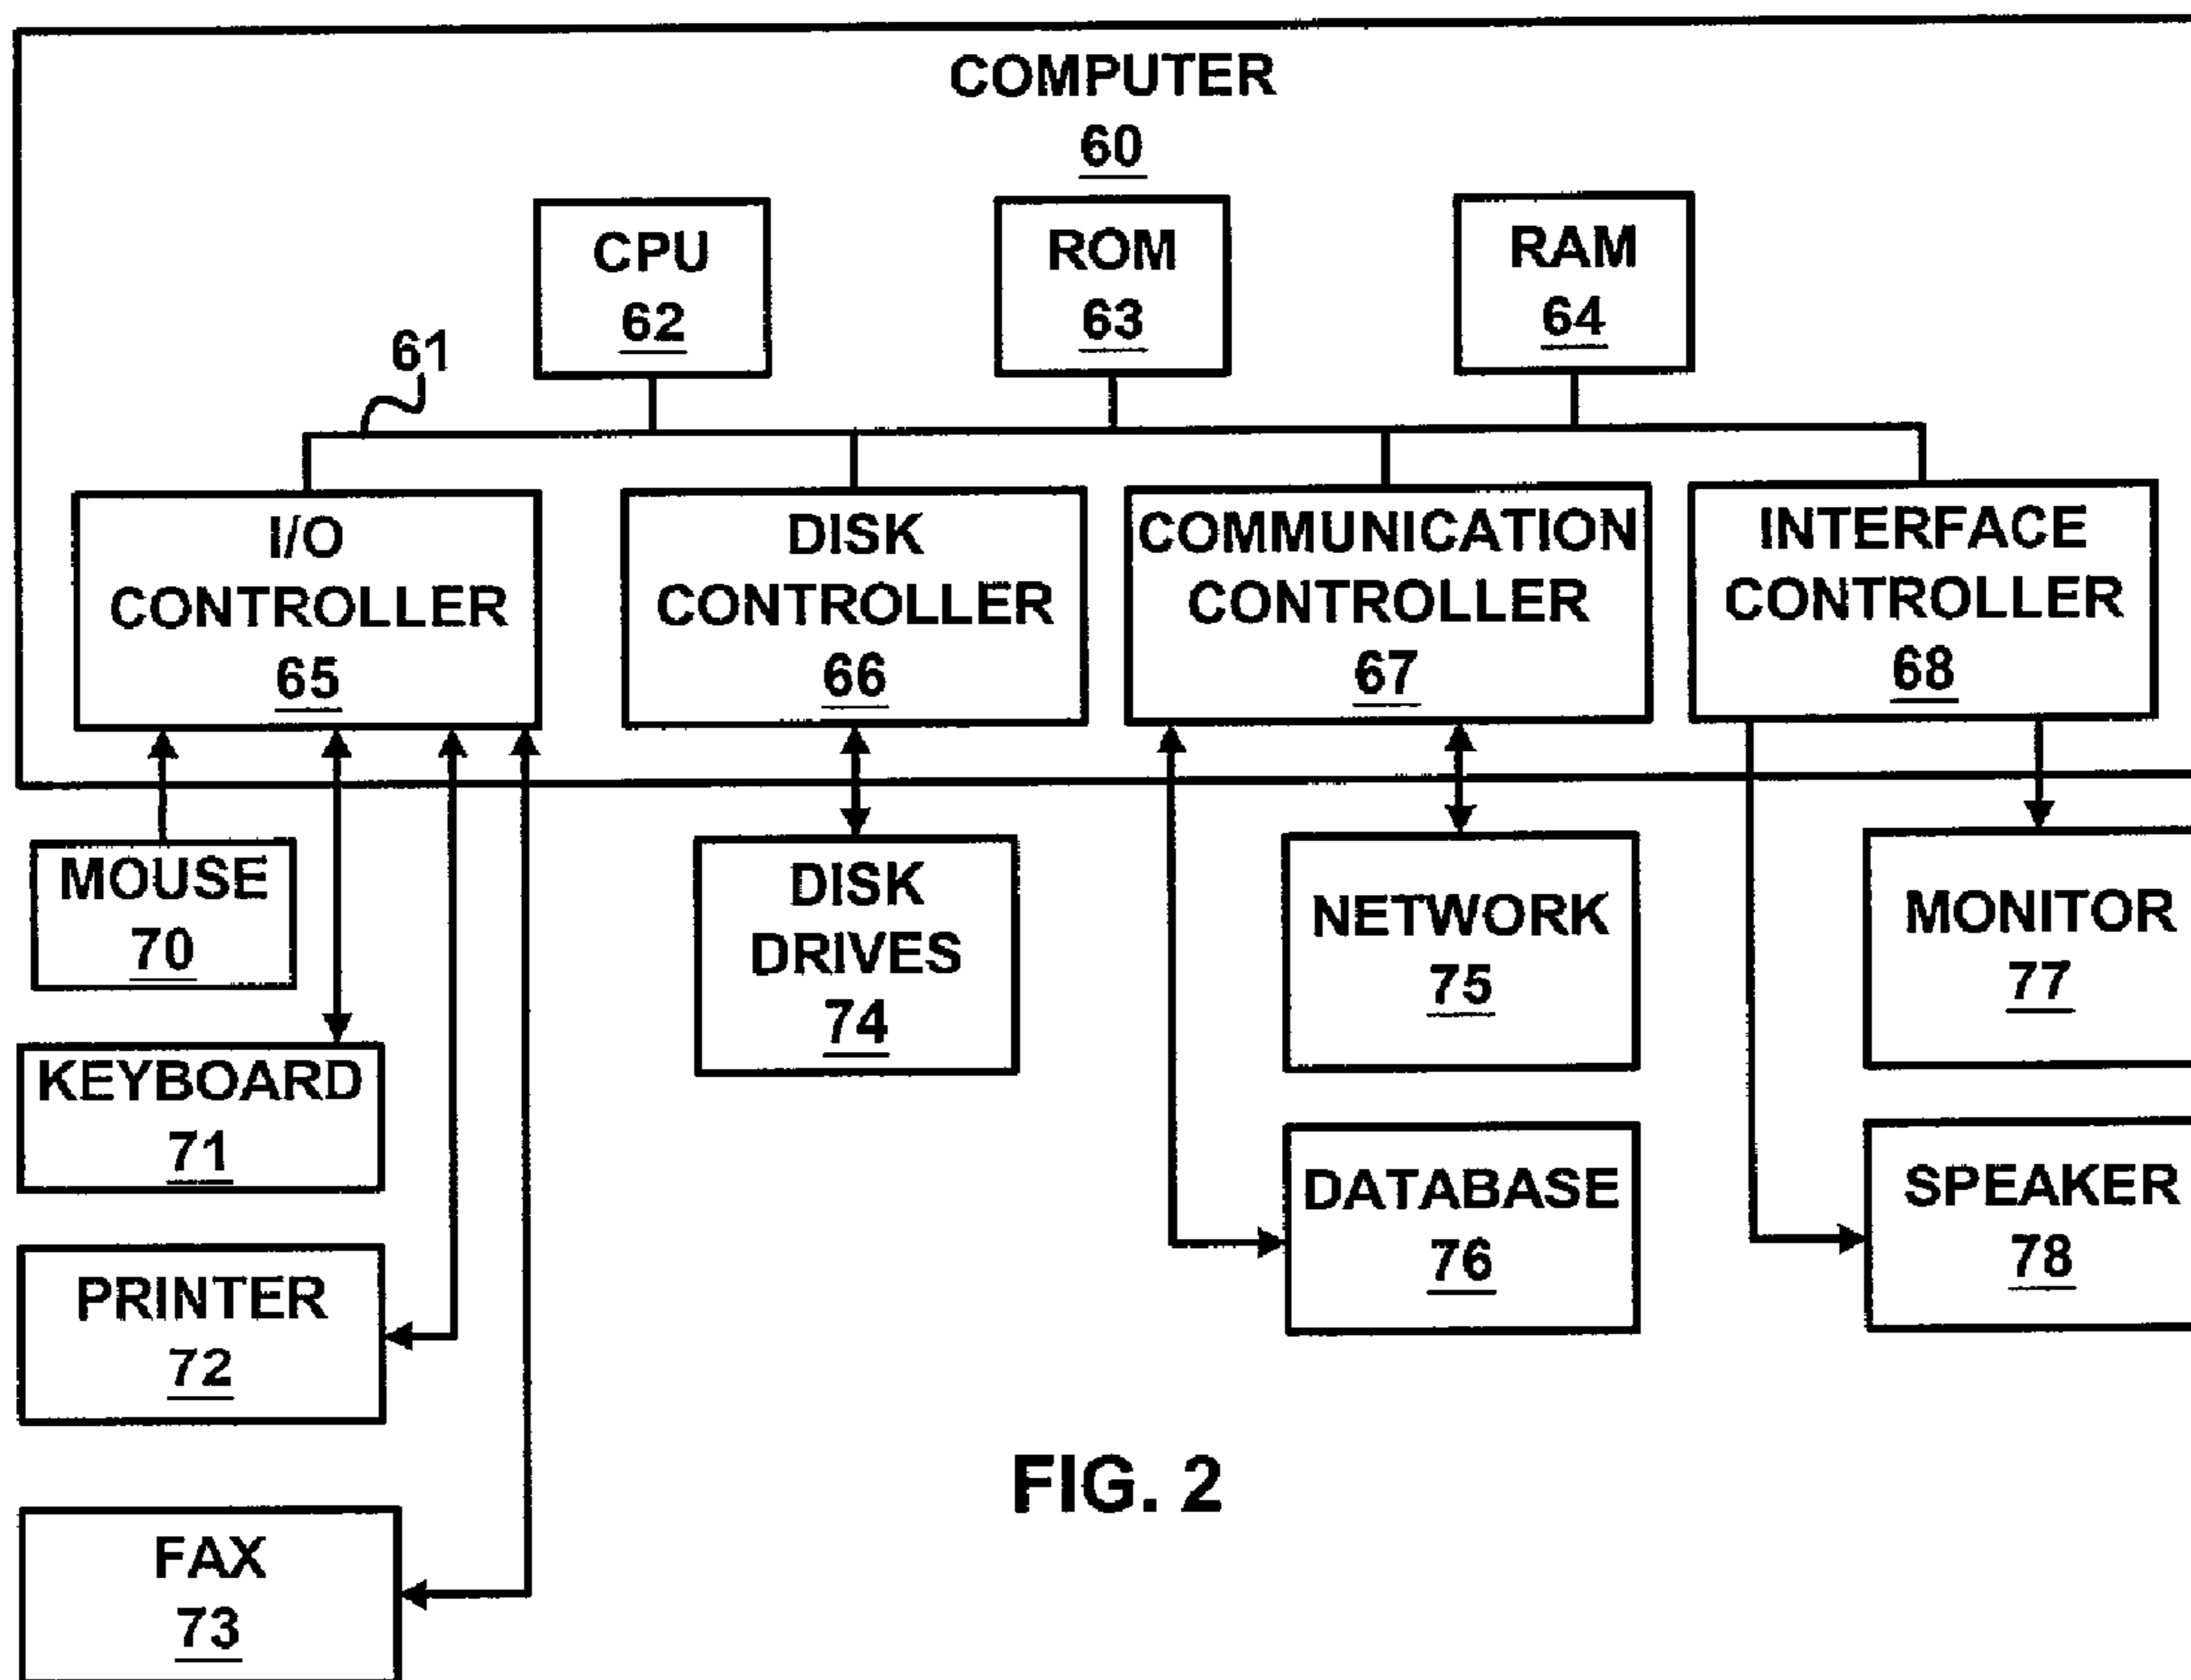 COMPUTER
60
CPU
62
ROM
63
RAM
64
61
I/O
CONTROLLER
65
DISK
CONTROLLER
66
COMMUNICATION
CONTROLLER
67
INTERFACE
CONTROLLER
68
MOUSE
70
KEYBOARD
71
PRINTER
72
FAX
73
DISK
DRIVES
74
NETWORK
75
DATABASE
76
MONITOR
77
SPEAKER
78
FIG. 2